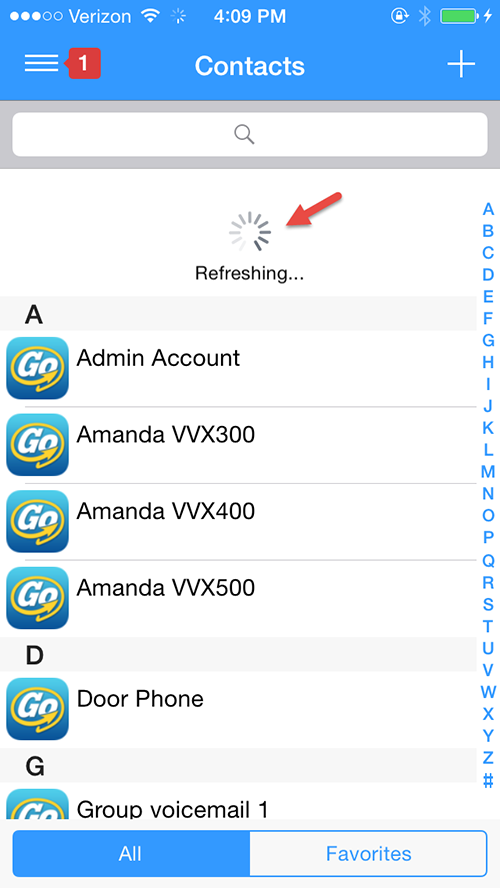 Verizon 4:09 PM
1 Contacts +
Refreshing...
A
Go Admin Account
Go Amanda VVX300
Go Amanda VVX400
Go Amanda VVX500
D
Go Door Phone
G
Go Group voicemail 1
A
B
C
D
E
F
G
H
I
J
K
L
M
N
O
P
Q
R
S
T
U
V
W
X
Y
Z
#
All Favorites